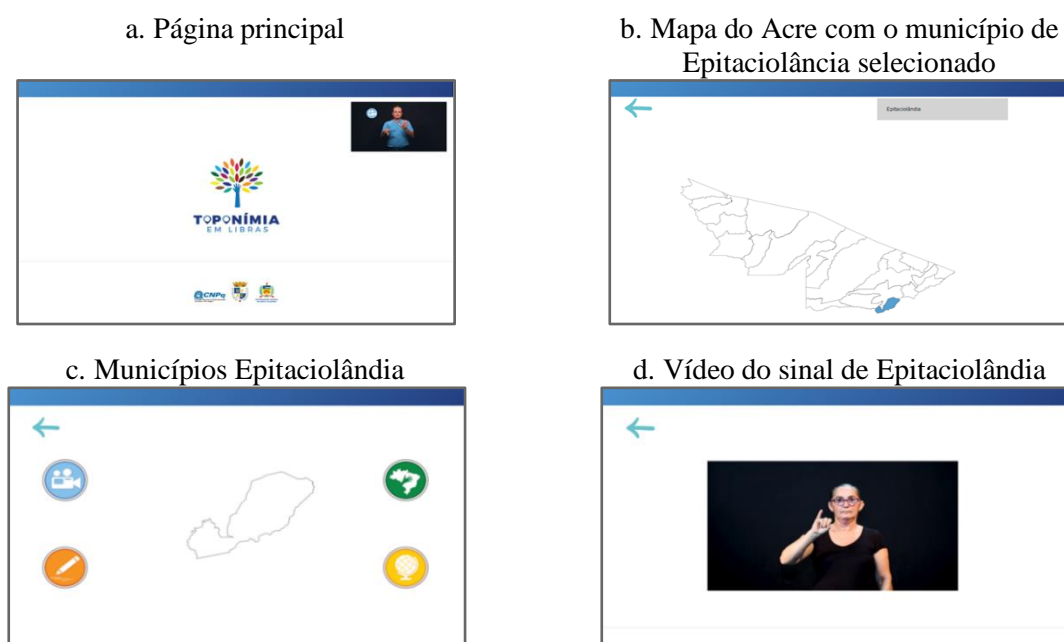 a. Página principal
b. Mapa do Acre com o município de
Epitaciolância selecionado
Epitaciolândia
TOPONÍMIA
EM LIBRAS
CNPq
c. Municípios Epitaciolândia
d. Vídeo do sinal de Epitaciolândia